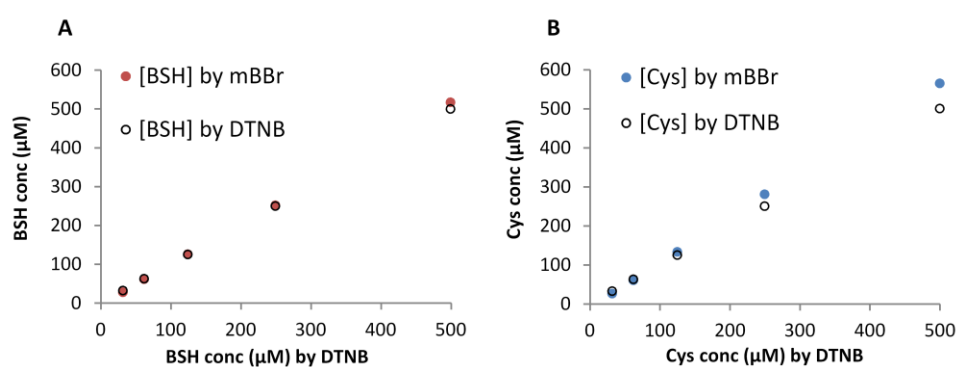 A
600
500
400
300
200
100
0
BSH conc (µM)
[BSH] by mBBr
[BSH] by DTNB
0 100 200 300 400 500
BSH conc (µM) by DTNB
B
600
500
400
300
200
100
0
Cys conc (µM)
[Cys] by mBBr
[Cys] by DTNB
0 100 200 300 400 500
Cys conc (µM) by DTNB